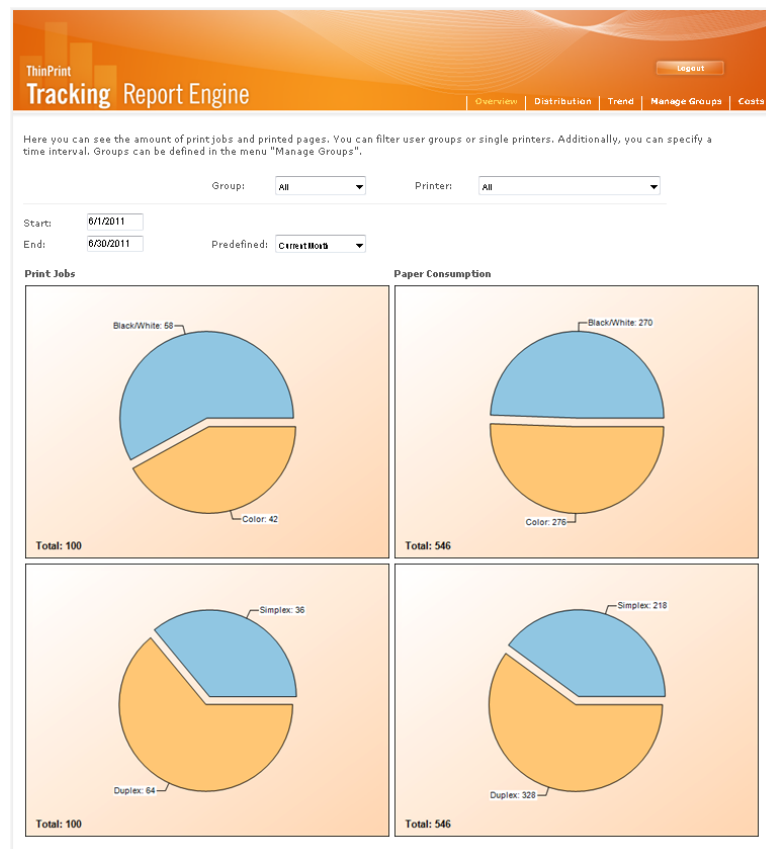 ThinPrint
Tracking Report Engine
Logout
Overview | Distribution | Trend | Manage Groups | Costs
Here you can see the amount of print jobs and printed pages. You can filter user groups or single printers. Additionally, you can specify a
time interval. Groups can be defined in the menu "Manage Groups".
Group: All Printer: All
Start: 6/1/2011
End: 6/30/2011 Predefined: Current Month
Print Jobs Paper Consumption
Black/White: 58
Color: 42
Total: 100
Black/White: 270
Color: 276
Total: 546
Simplex: 36
Duplex: 64
Total: 100
Simplex: 218
Duplex: 328
Total: 546